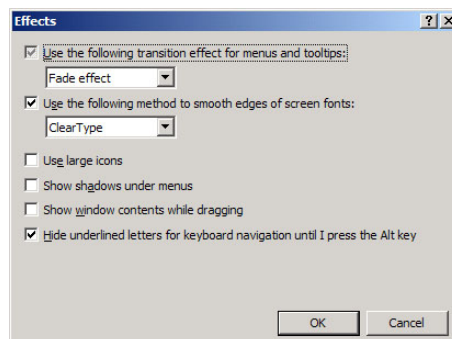 Effects
Use the following transition effect for menus and tooltips:
Fade effect
Use the following method to smooth edges of screen fonts:
ClearType
Use large icons
Show shadows under menus
Show window contents while dragging
Hide underlined letters for keyboard navigation until I press the Alt key
OK Cancel